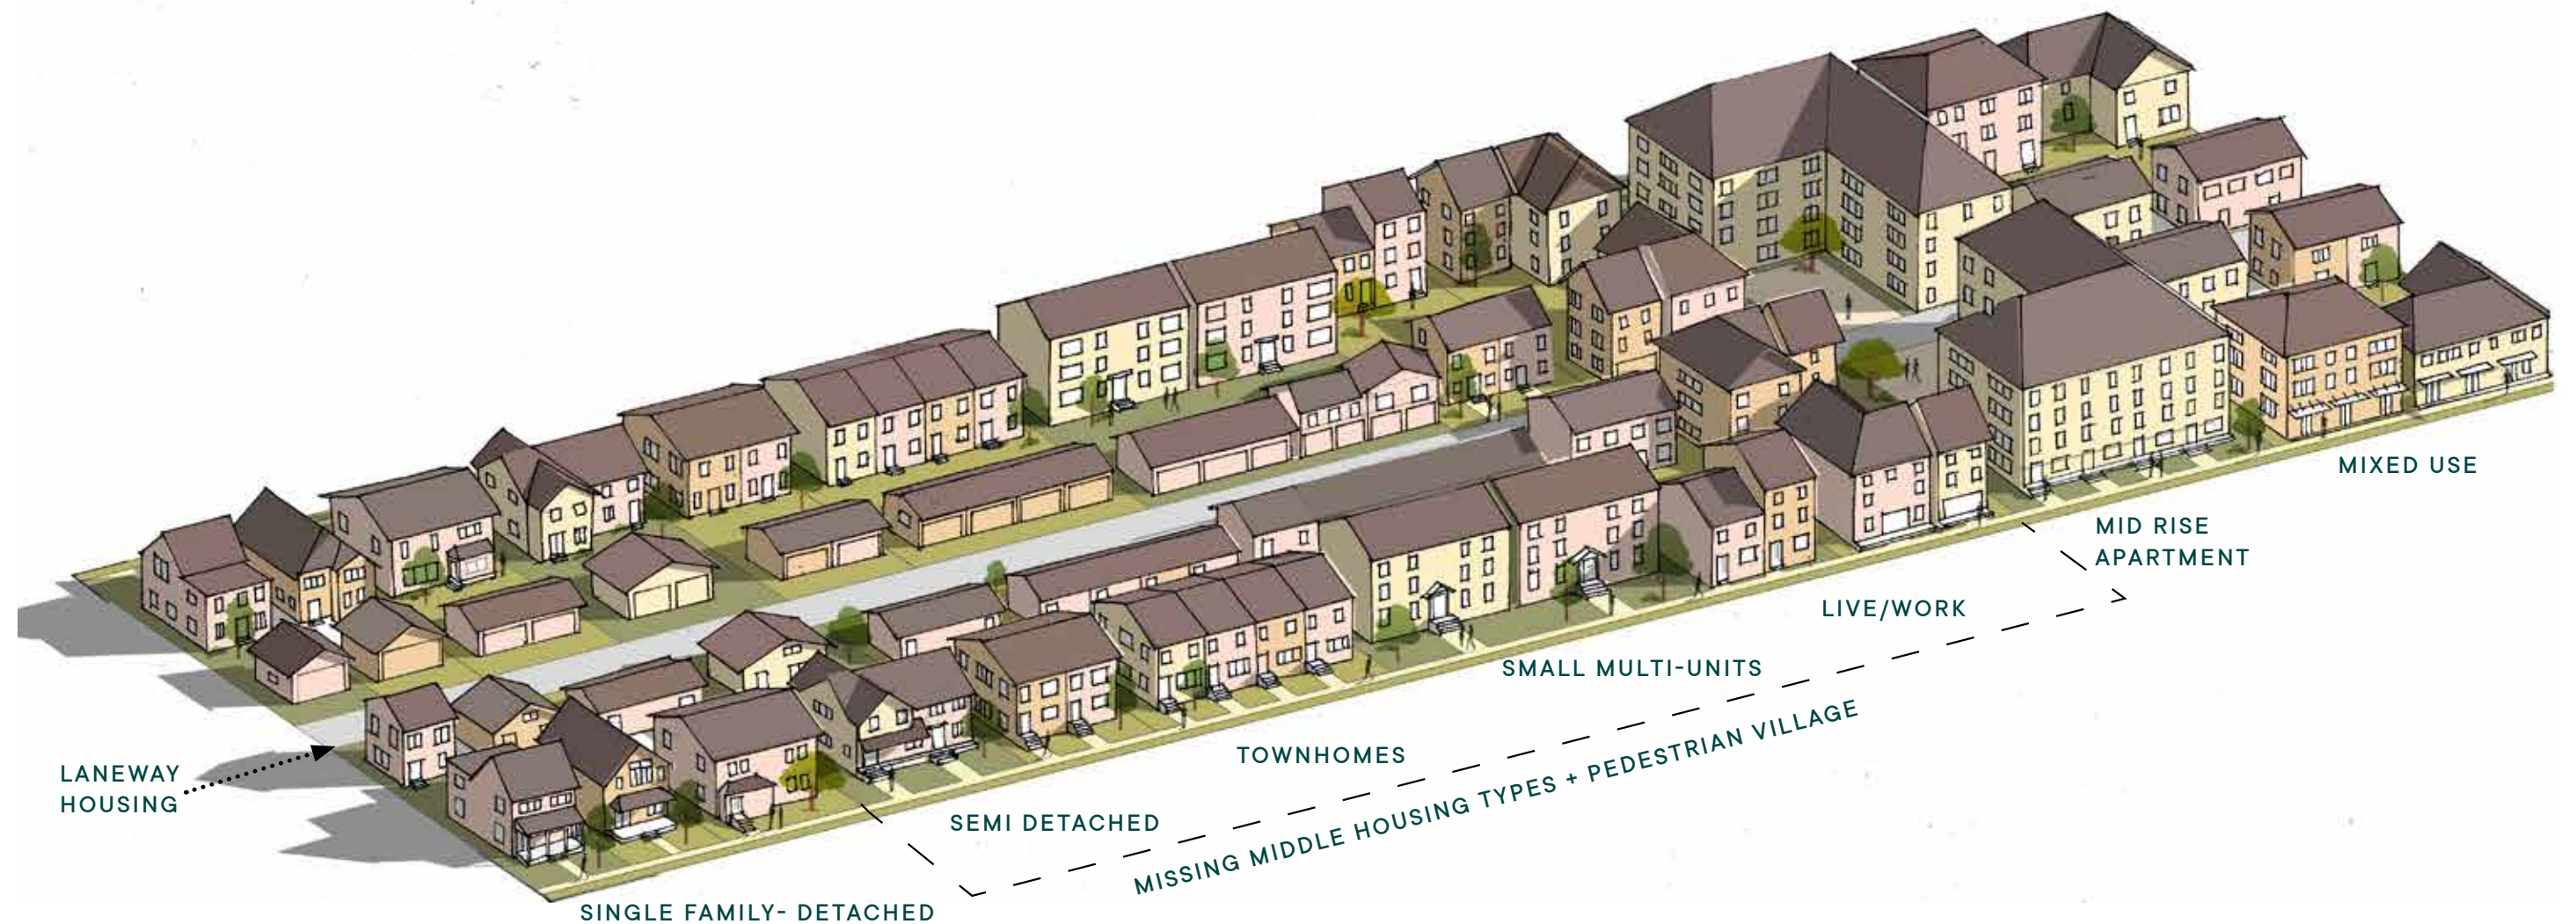 MIXED USE
MID RISE
APARTMENT
LIVE/WORK
SMALL MULTI-UNITS
TOWNHOMES
MISSING MIDDLE HOUSING TYPES + PEDESTRIAN VILLAGE
LANEWAY
HOUSING
SEMI DETACHED
SINGLE FAMILY- DETACHED